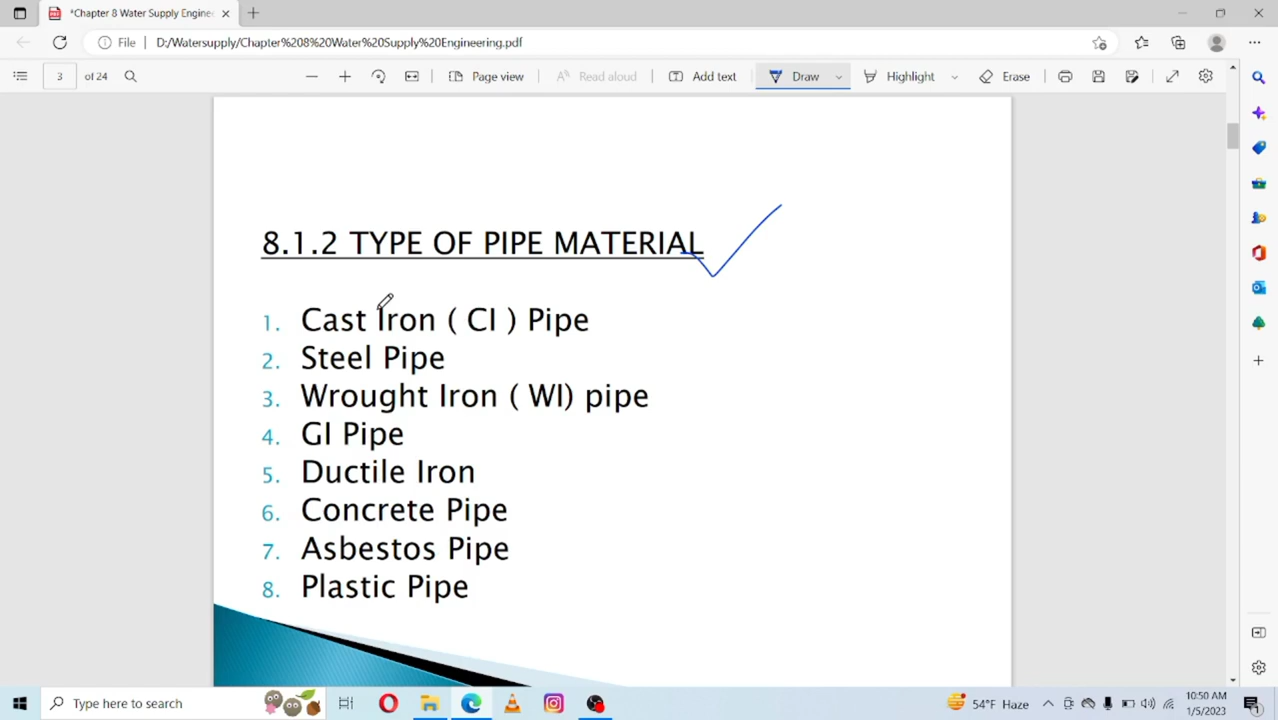 *Chapter 8 Water Supply Engine
File
D:/Watersupply/Chapter%208%20Water%20Supply%20Engineering.pdf
3 of 24
Page view
Read aloud
Add text
Draw
Highlight
Erase
8.1.2 TYPE OF PIPE MATERIAL
1. Cast Iron ( CI ) Pipe
2. Steel Pipe
3. Wrought Iron ( WI) pipe
4. GI Pipe
5. Ductile Iron
6. Concrete Pipe
7. Asbestos Pipe
8. Plastic Pipe
Type here to search
54°F Haze
10:50 AM
1/5/2023